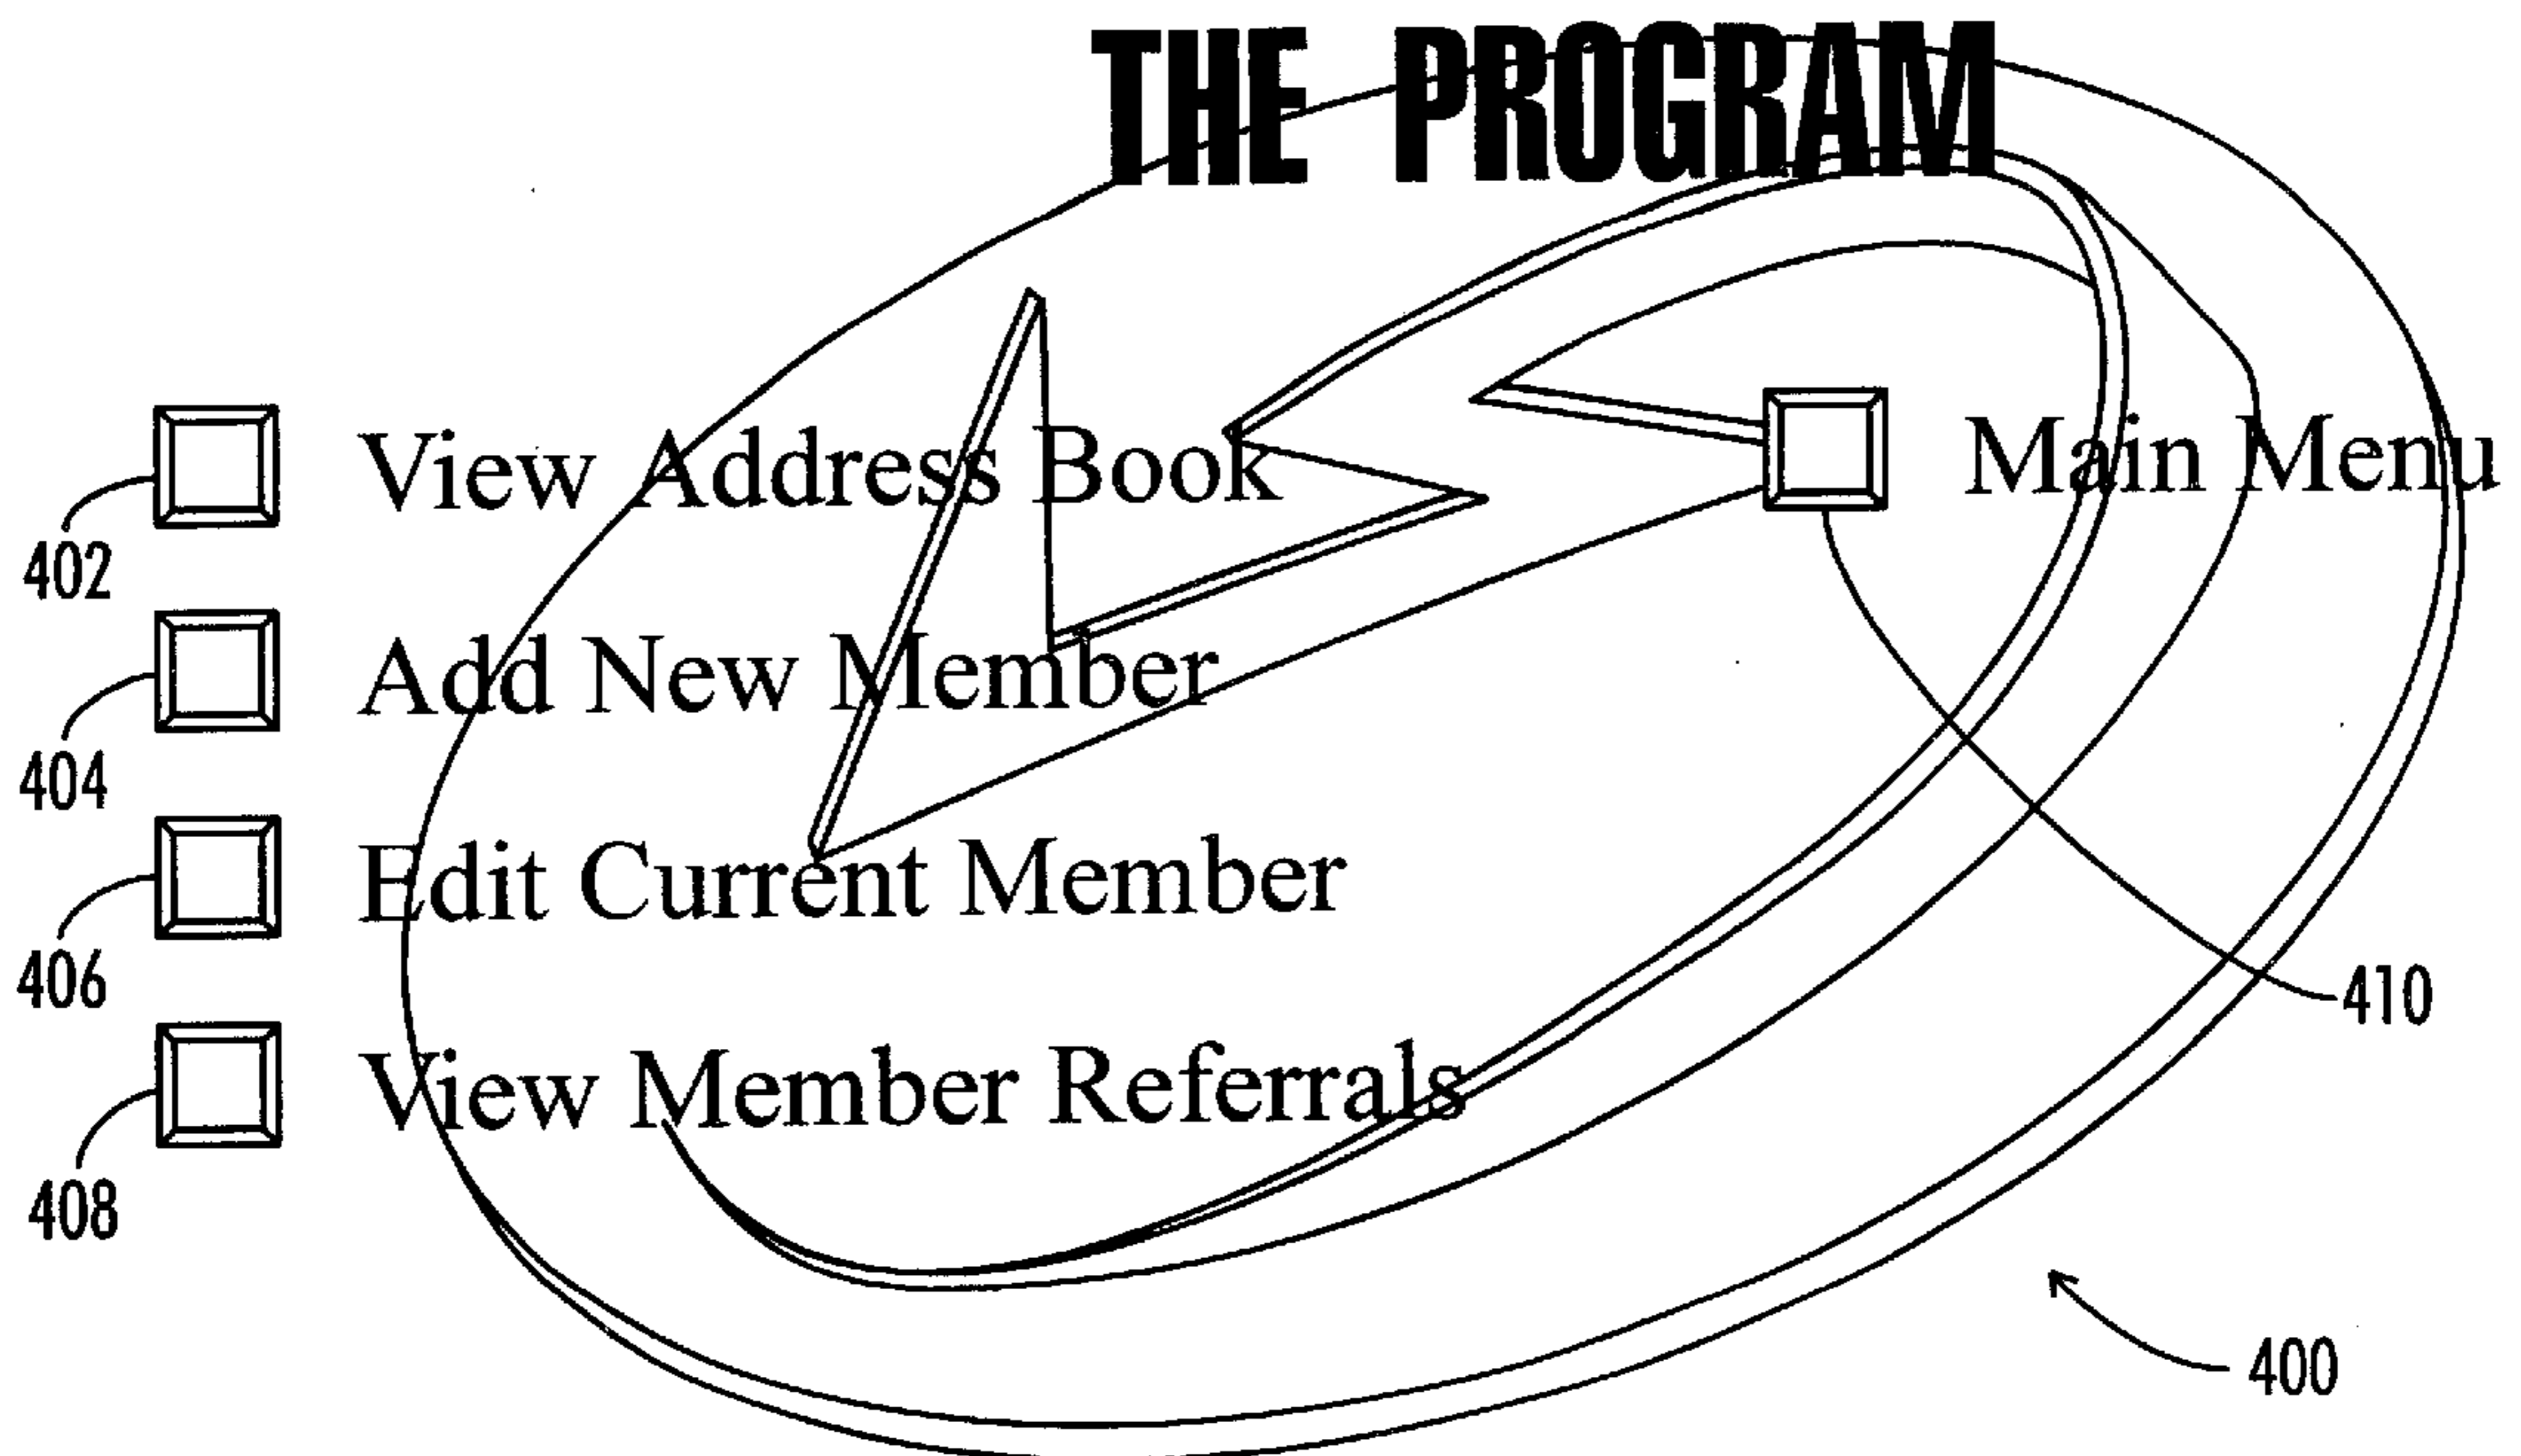 THE PROGRAM
View Address Book
Main Menu
402
Add New Member
404
Edit Current Member
406
410
View Member Referrals
408
400